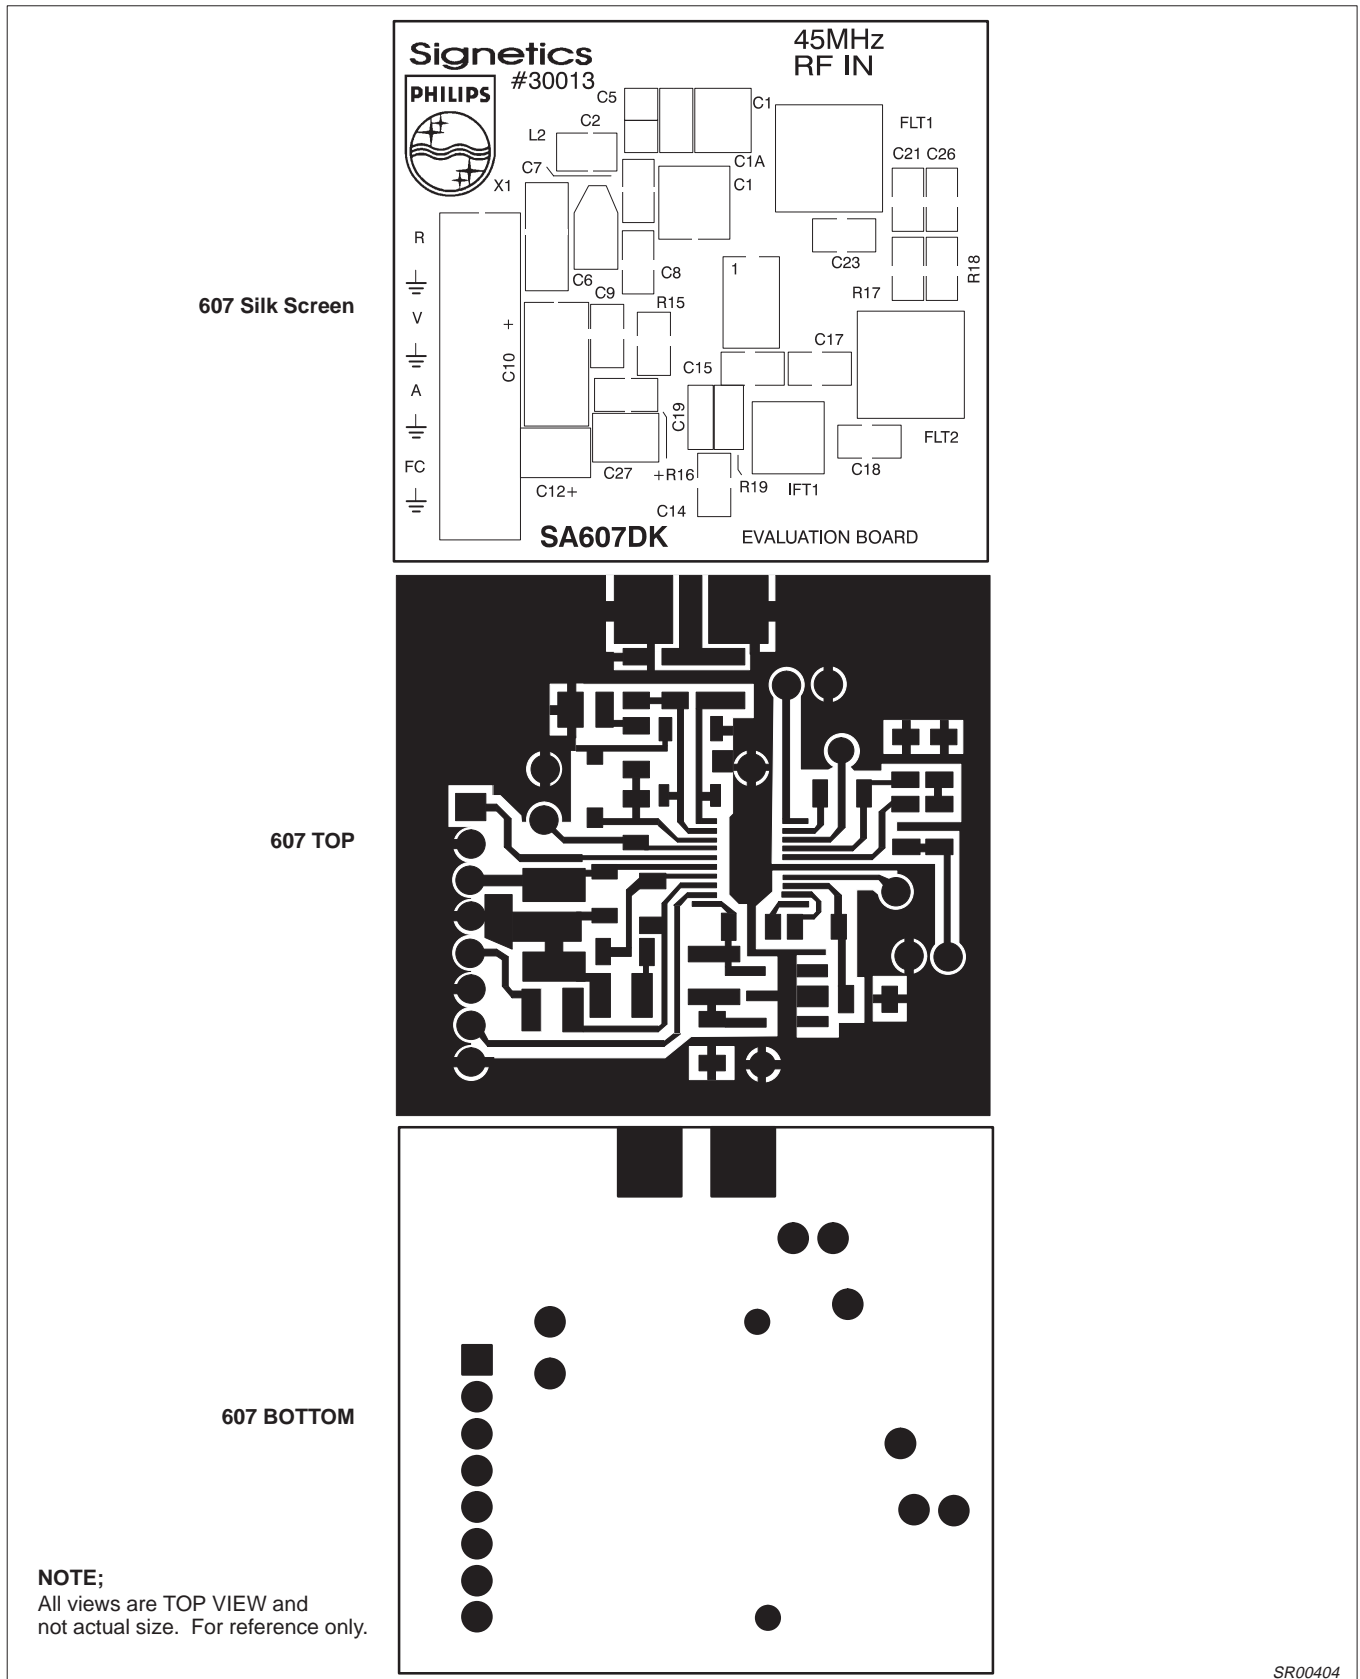 Signetics
#30013
PHILIPS
45MHz
RF IN
C5
C1
C2
L2
FLT1
C21 C26
C7
C1A
X1
C1
R
C23
R18
C6
C8
1
C9
R15
R17
607 Silk Screen
V
+
C10
C17
C15
A
C19
FLT2
FC
+R16
C27
C18
R19
IFT1
C12+
C14
SA607DK
EVALUATION BOARD
607 TOP
607 BOTTOM
NOTE;
All views are TOP VIEW and
not actual size. For reference only.
SR00404